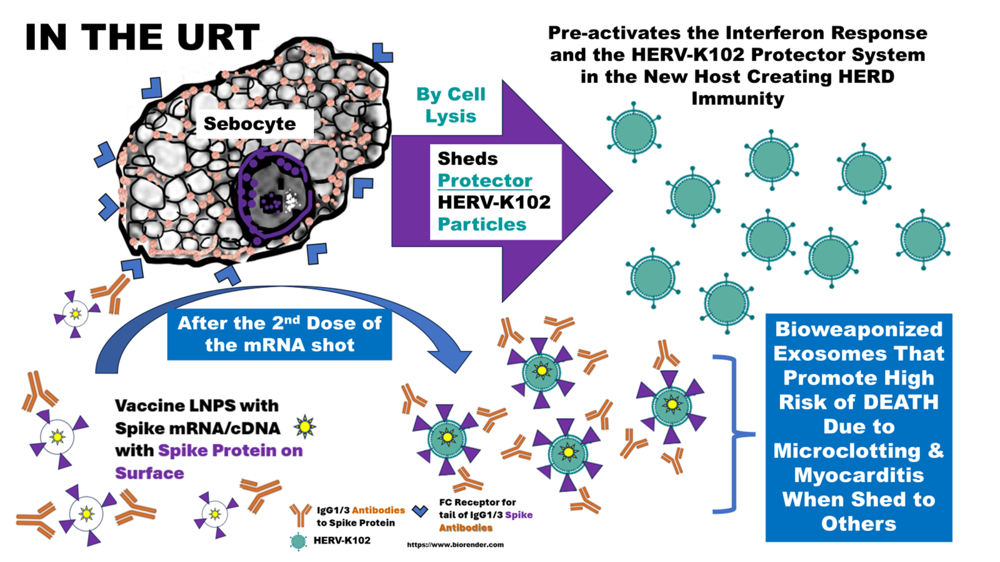 IN THE URT
Pre-activates the Interferon Response
and the HERV-K102 Protector System
in the New Host Creating HERD
Immunity
By Cell
Lysis
Sebocyte
Sheds
Protector
HERV-K102
Particles
After the 2nd Dose of
the mRNA shot
Bioweaponized
Exosomes That
Promote High
Risk of DEATH
Due to
Microclotting &
Myocarditis
When Shed to
Others
Vaccine LNPS with
Spike mRNA/cDNA
with Spike Protein on
Surface
IgG1/3 Antibodies
to Spike Protein
HERV-K102
FC Receptor for
tail of IgG1/3 Spike
Antibodies
https://www.biorender.com